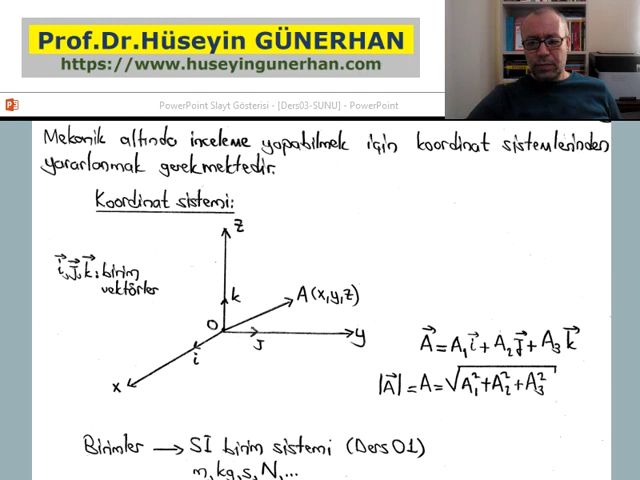 Prof.Dr.Hüseyin GÜNERHAN
https://www.huseyingunerhan.com
PowerPoint Slayt Gösterisi - [Ders03-SUNU] - PowerPoint
Mekanik altında inceleme yapabilmek için koordinat sistemlerinden
yararlanmak gerekmektedir.
Koordinat sistemi:
z
i, j, k: birim
vektörler
k
A(x,y,z)
O
j
y
i
x
A⃗ = A₁i⃗ + A₂j⃗ + A₃k⃗
|A⃗| = A = √A₁² + A₂² + A₃²
Birimler → SI birim sistemi (Ders 01)
m, kg, s, N, ...